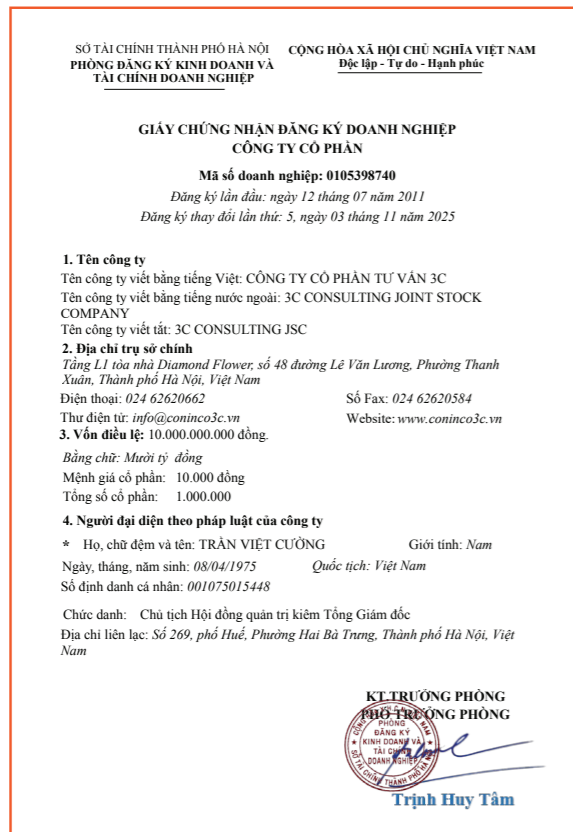 SỞ TÀI CHÍNH THÀNH PHỐ HÀ NỘI
PHÒNG ĐĂNG KÝ KINH DOANH VÀ
TÀI CHÍNH DOANH NGHIỆP
CỘNG HÒA XÃ HỘI CHỦ NGHĨA VIỆT NAM
Độc lập - Tự do - Hạnh phúc
GIẤY CHỨNG NHẬN ĐĂNG KÝ DOANH NGHIỆP
CÔNG TY CỔ PHẦN
Mã số doanh nghiệp: 0105398740
Đăng ký lần đầu: ngày 12 tháng 07 năm 2011
Đăng ký thay đổi lần thứ: 5, ngày 03 tháng 11 năm 2025
1. Tên công ty
Tên công ty viết bằng tiếng Việt: CÔNG TY CỔ PHẦN TƯ VẤN 3C
Tên công ty viết bằng tiếng nước ngoài: 3C CONSULTING JOINT STOCK
COMPANY
Tên công ty viết tắt: 3C CONSULTING JSC
2. Địa chỉ trụ sở chính
Tầng L1 tòa nhà Diamond Flower, số 48 đường Lê Văn Lương, Phường Thanh
Xuân, Thành phố Hà Nội, Việt Nam
Điện thoại: 024 62620662 Số Fax: 024 62620584
Thư điện tử: info@coninco3c.vn Website: www.coninco3c.vn
3. Vốn điều lệ: 10.000.000.000 đồng.
Bằng chữ: Mười tỷ đồng
Mệnh giá cổ phần: 10.000 đồng
Tổng số cổ phần: 1.000.000
4. Người đại diện theo pháp luật của công ty
* Họ, chữ đệm và tên: TRẦN VIỆT CƯỜNG Giới tính: Nam
Ngày, tháng, năm sinh: 08/04/1975 Quốc tịch: Việt Nam
Số định danh cá nhân: 001075015448
Chức danh: Chủ tịch Hội đồng quản trị kiêm Tổng Giám đốc
Địa chỉ liên lạc: Số 269, phố Huế, Phường Hai Bà Trưng, Thành phố Hà Nội, Việt
Nam
KT.TRƯỞNG PHÒNG
PHÓ TRƯỞNG PHÒNG
PHÒNG
ĐĂNG KÝ
KINH DOANH VÀ
TÀI CHÍNH
DOANH NGHIỆP
SỞ TÀI CHÍNH THÀNH PHỐ HÀ NỘI
Trịnh Huy Tâm